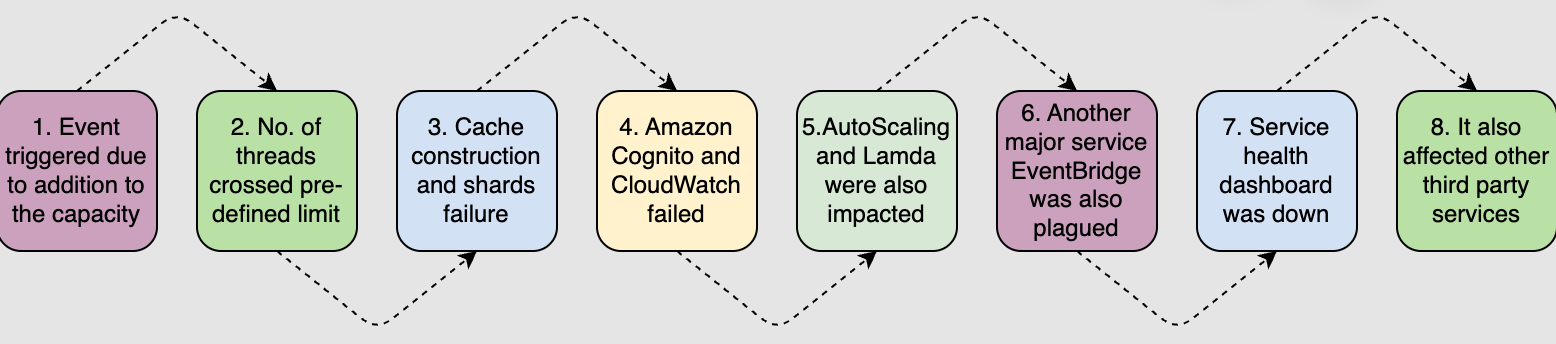 1. Event
triggered due
to addition to
the capacity
2. No. of
threads
crossed pre-
defined limit
3. Cache
construction
and shards
failure
4. Amazon
Cognito and
CloudWatch
failed
5.AutoScaling
and Lamda
were also
impacted
6. Another
major service
EventBridge
was also
plagued
7. Service
health
dashboard
was down
8. It also
affected other
third party
services